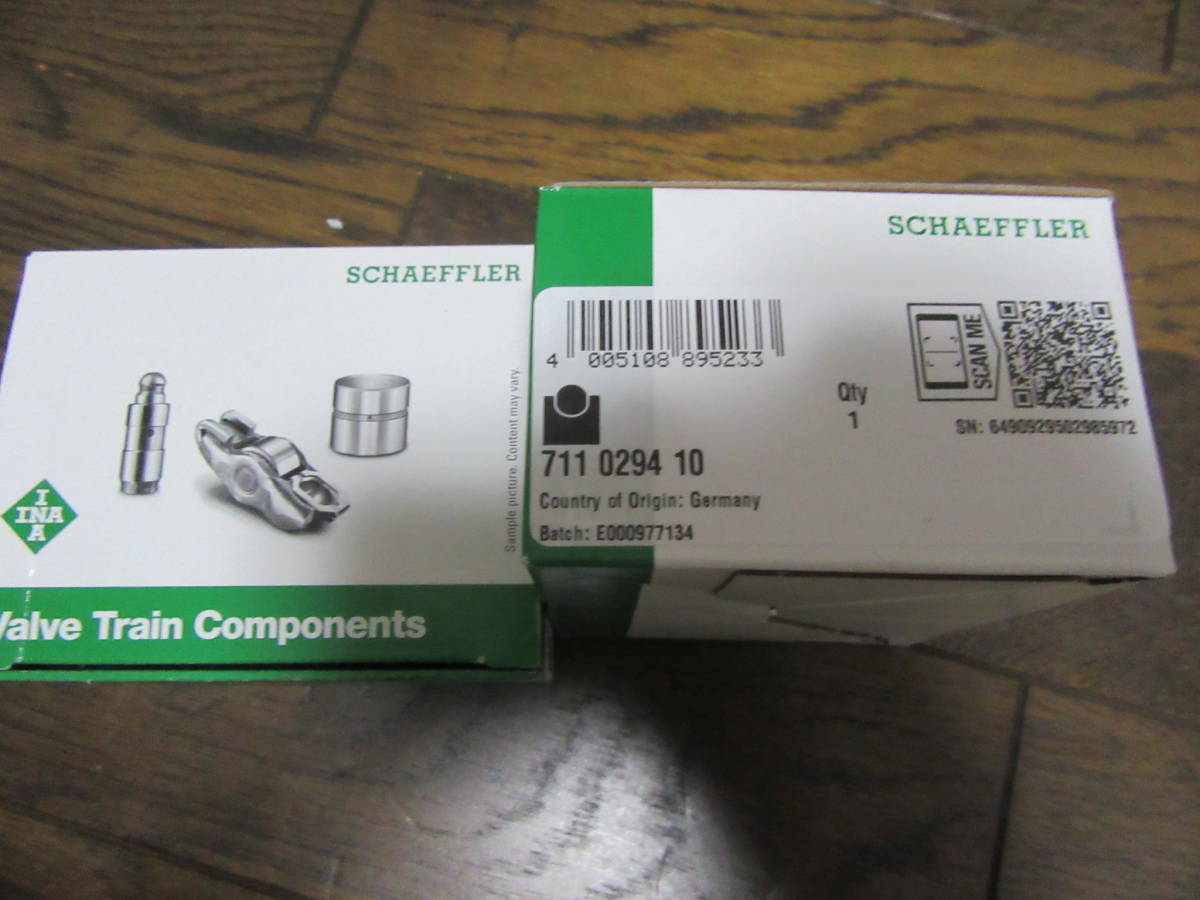 SCHAEFFLER
Sample picture. Content may vary.
I
INA
A
Valve Train Components
SCHAEFFLER
4 005108 895233
SCAN ME
Qty
1
SN: 6490929502985972
711 0294 10
Country of Origin: Germany
Batch: E000977134